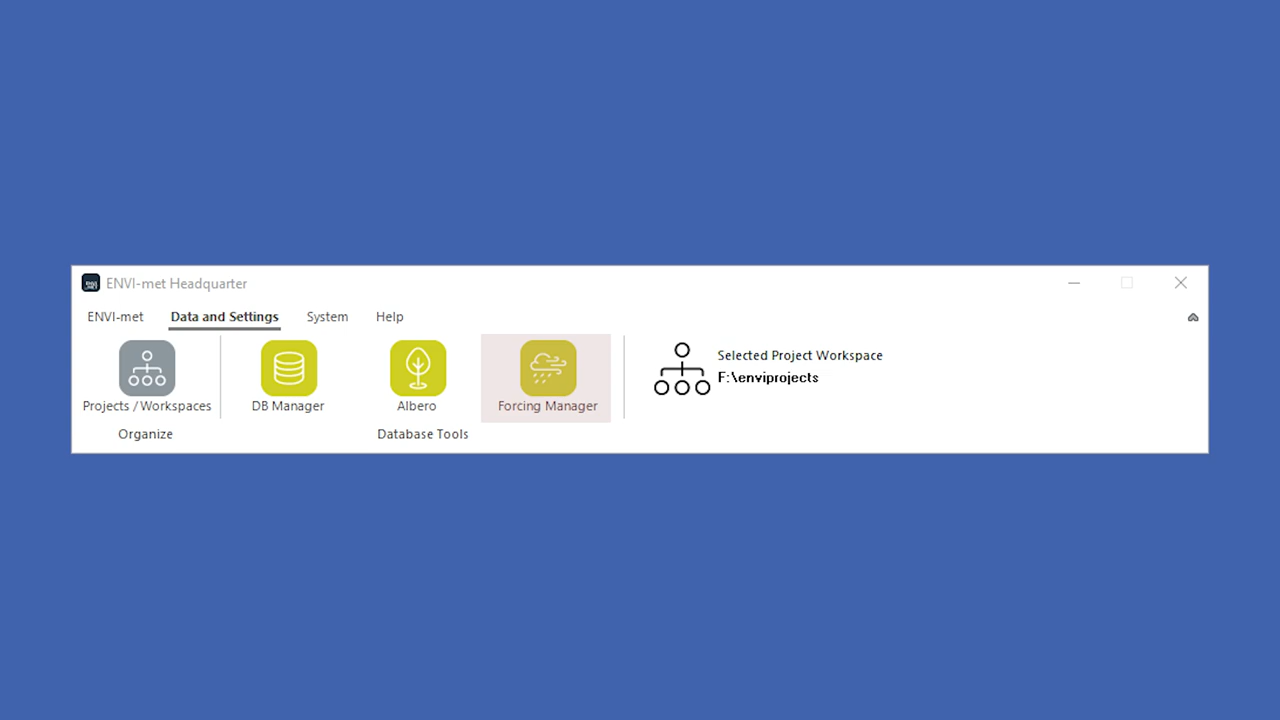 ENVI-met Headquarter
ENVI-met Data and Settings System Help
Projects / Workspaces DB Manager Albero Forcing Manager
Organize Database Tools
Selected Project Workspace
F:\enviprojects